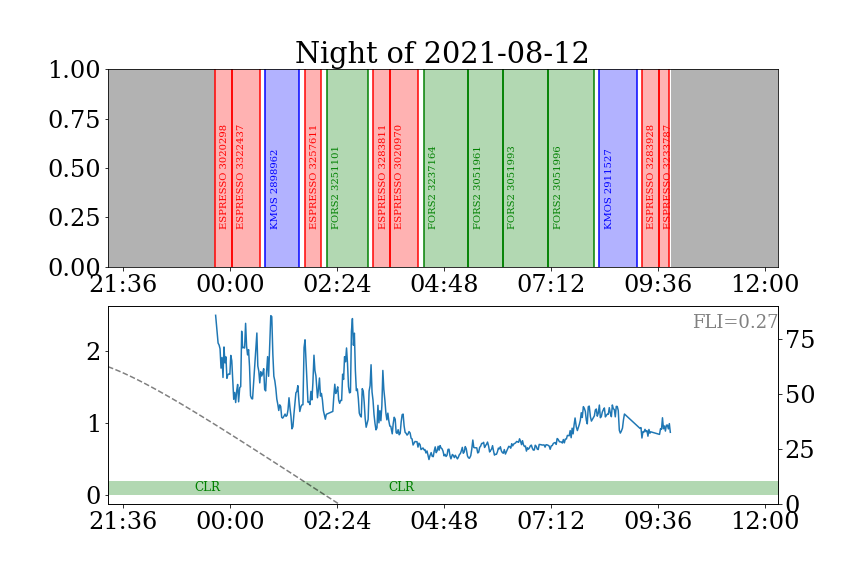 Night of 2021-08-12
1.00
0.75
0.50
0.25
0.00
ESPRESSO 3020298
ESPRESSO 3322437
KMOS 2898962
ESPRESSO 3257611
FORS2 3251101
ESPRESSO 3283811
ESPRESSO 3020970
FORS2 3237164
FORS2 3051961
FORS2 3051993
FORS2 3051996
KMOS 2911527
ESPRESSO 3283928
ESPRESSO 3233787
21:36 00:00 02:24 04:48 07:12 09:36 12:00
FLI=0.27
2
1
0
75
50
25
0
CLR CLR
21:36 00:00 02:24 04:48 07:12 09:36 12:00